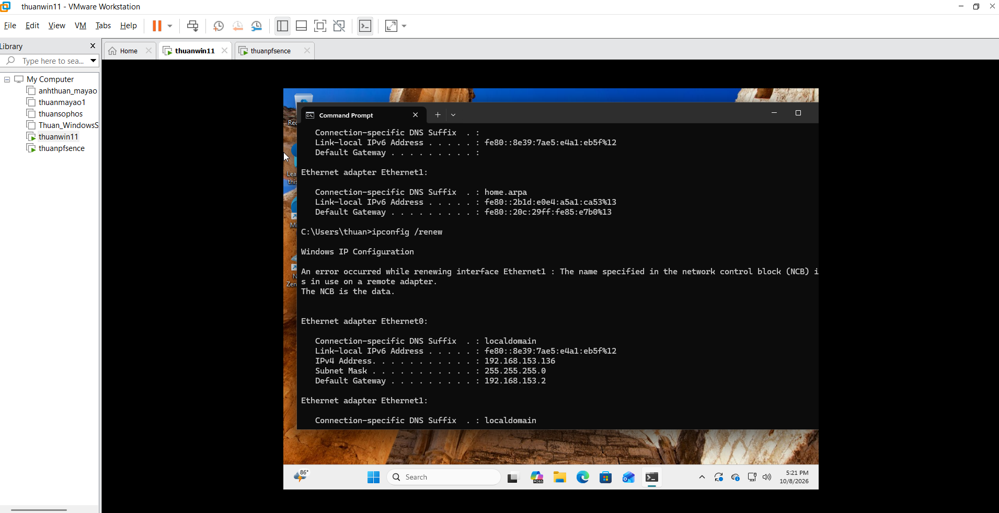 thuanwin11 - VMware Workstation
File Edit View VM Tabs Help
Library
Type here to sea...
My Computer
anhthuan_mayao
thuanmayao1
thuansophos
Thuan_WindowsS
thuanwin11
thuanpfsence
Home
thuanwin11
thuanpfsence
Rec
Lea
this
Mi
N
Zen
Command Prompt
Connection-specific DNS Suffix . :
Link-local IPv6 Address . . . . . : fe80::8e39:7ae5:e4a1:eb5f%12
Default Gateway . . . . . . . . . :
Ethernet adapter Ethernet1:
Connection-specific DNS Suffix . : home.arpa
Link-local IPv6 Address . . . . . : fe80::2b1d:e0e4:a5a1:ca53%13
Default Gateway . . . . . . . . . : fe80::20c:29ff:fe85:e7b0%13
C:\Users\thuan>ipconfig /renew
Windows IP Configuration
An error occurred while renewing interface Ethernet1 : The name specified in the network control block (NCB) i
s in use on a remote adapter.
The NCB is the data.
Ethernet adapter Ethernet0:
Connection-specific DNS Suffix . : localdomain
Link-local IPv6 Address . . . . . : fe80::8e39:7ae5:e4a1:eb5f%12
IPv4 Address. . . . . . . . . . . : 192.168.153.136
Subnet Mask . . . . . . . . . . . : 255.255.255.0
Default Gateway . . . . . . . . . : 192.168.153.2
Ethernet adapter Ethernet1:
Connection-specific DNS Suffix . : localdomain
86°
Search
M365
5:21 PM
10/8/2026